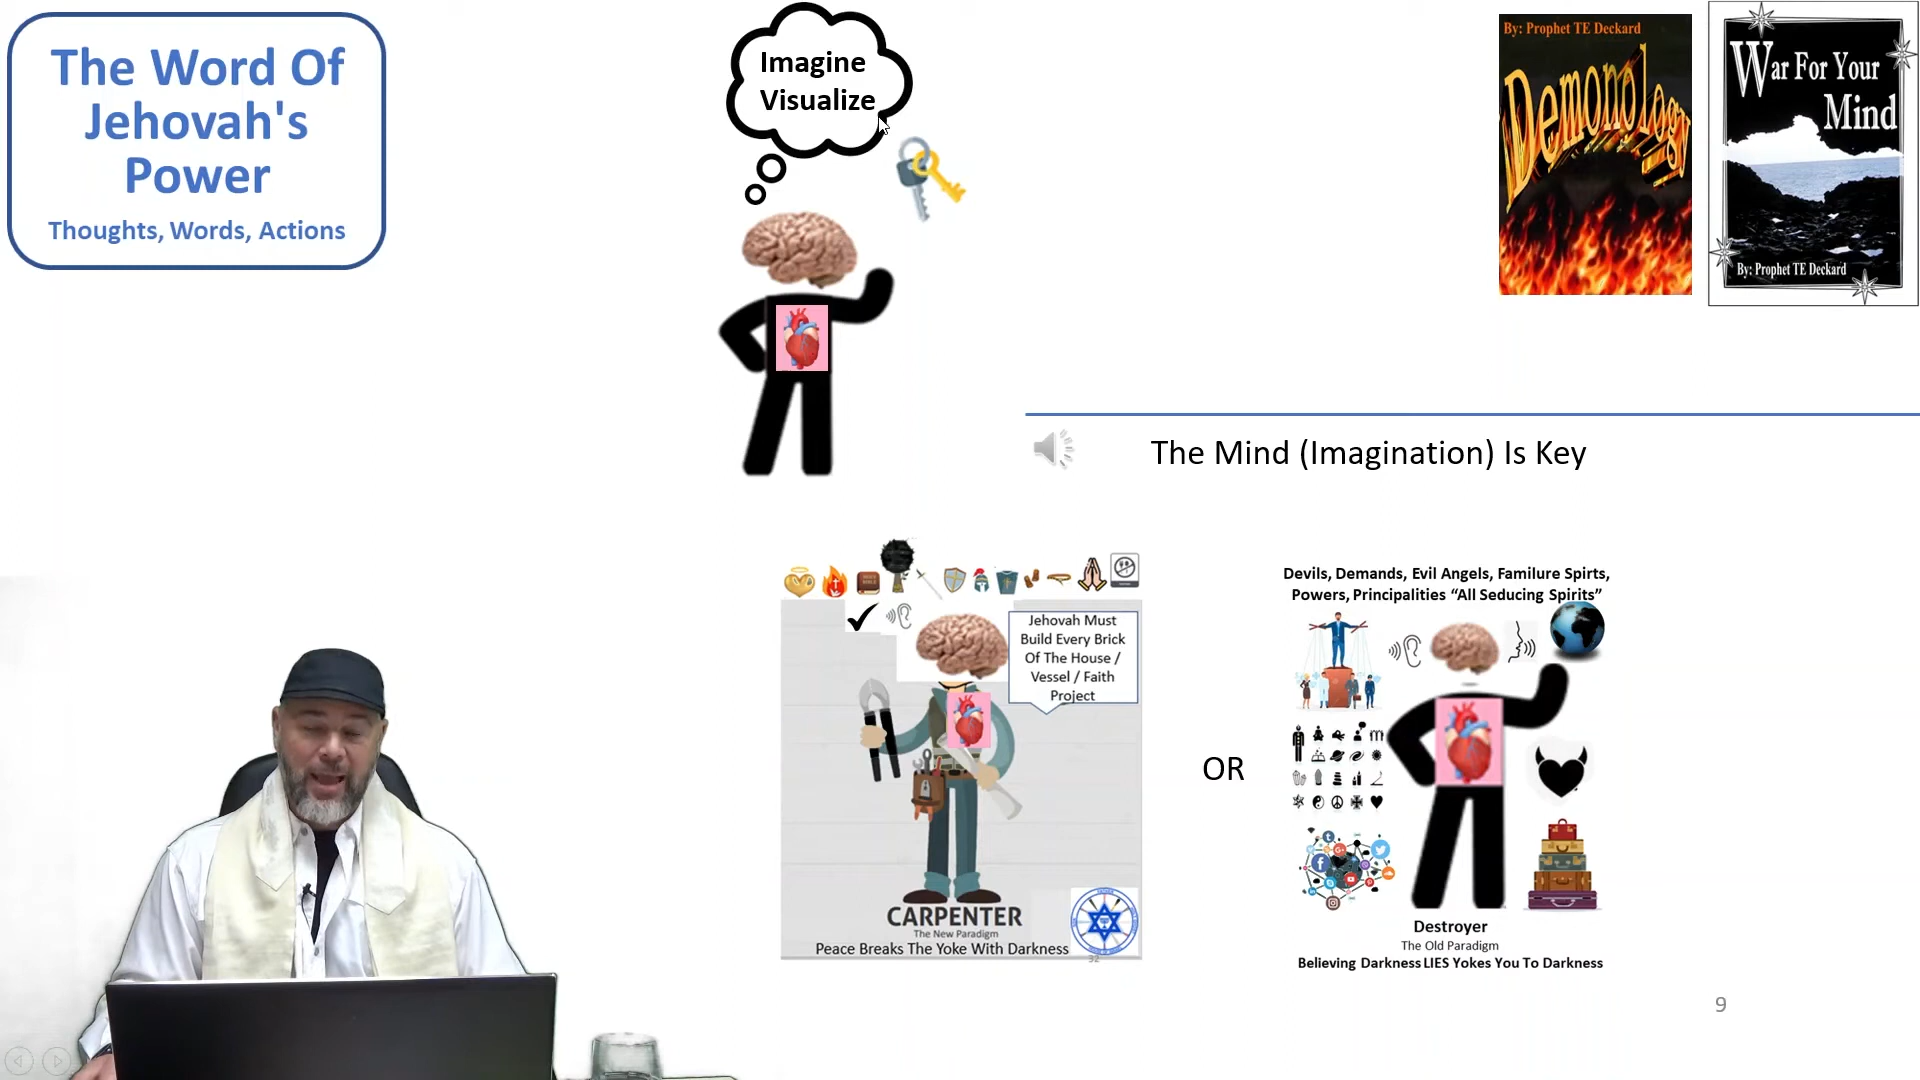 The Word Of
Jehovah's
Power
Thoughts, Words, Actions
Imagine
Visualize
By: Prophet TE Deckard
Demonology
War For Your
Mind
By: Prophet TE Deckard
The Mind (Imagination) Is Key
Jehovah Must
Build Every Brick
Of The House /
Vessel / Faith
Project
CARPENTER
The New Paradigm
Peace Breaks The Yoke With Darkness
32
OR
Devils, Demands, Evil Angels, Familure Spirts,
Powers, Principalities “All Seducing Spirits”
Destroyer
The Old Paradigm
Believing Darkness LIES Yokes You To Darkness
9